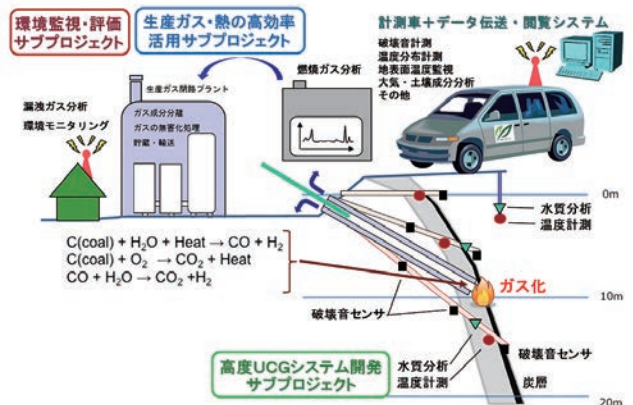 環境監視・評価
サブプロジェクト
生産ガス・熱の高効率
活用サブプロジェクト
計測車＋データ伝送・閲覧システム
破壊音計測
温度分布計測
地表面温度監視
大気・土壌成分分析
その他
燃焼ガス分析
生産ガス閉路プラント
ガス成分分離
ガスの無害化処理
貯蔵・輸送
漏洩ガス分析
環境モニタリング
0m
水質分析
温度計測
C(coal) + H₂O + Heat → CO + H₂
C(coal) + O₂ → CO₂ + Heat
CO + H₂O → CO₂ +H₂
ガス化
10m
破壊音センサ
破壊音センサ
水質分析
温度計測
炭層
高度UCGシステム開発
サブプロジェクト
20m